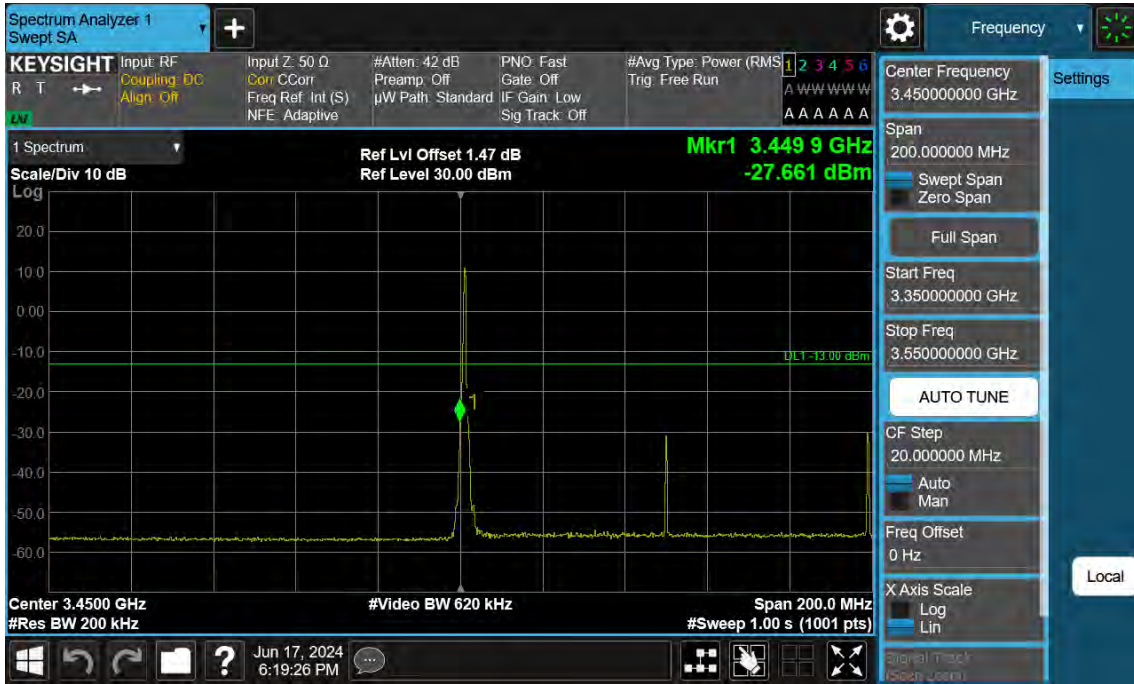 Spectrum Analyzer 1
Swept SA
Frequency
KEYSIGHT
R T
LXI
Input: RF
Coupling: DC
Align: Off
Input Z: 50 Ω
Corr CCorr
Freq Ref: Int (S)
NFE: Adaptive
#Atten: 42 dB
Preamp: Off
µW Path: Standard
PNO: Fast
Gate: Off
IF Gain: Low
Sig Track: Off
#Avg Type: Power (RMS
Trig: Free Run
1 2 3 4 5 6
A W W W W W
A A A A A A
1 Spectrum
Scale/Div 10 dB
Log
Ref Lvl Offset 1.47 dB
Ref Level 30.00 dBm
Mkr1 3.449 9 GHz
-27.661 dBm
20.0
10.0
0.00
-10.0
-20.0
-30.0
-40.0
-50.0
-60.0
DL1 -13.00 dBm
1
Center 3.4500 GHz
#Res BW 200 kHz
#Video BW 620 kHz
Span 200.0 MHz
#Sweep 1.00 s (1001 pts)
Jun 17, 2024
6:19:26 PM
Center Frequency
3.450000000 GHz
Settings
Span
200.000000 MHz
Swept Span
Zero Span
Full Span
Start Freq
3.350000000 GHz
Stop Freq
3.550000000 GHz
AUTO TUNE
CF Step
20.000000 MHz
Auto
Man
Freq Offset
0 Hz
X Axis Scale
Log
Lin
Local
Signal Track
(Span Zoom)